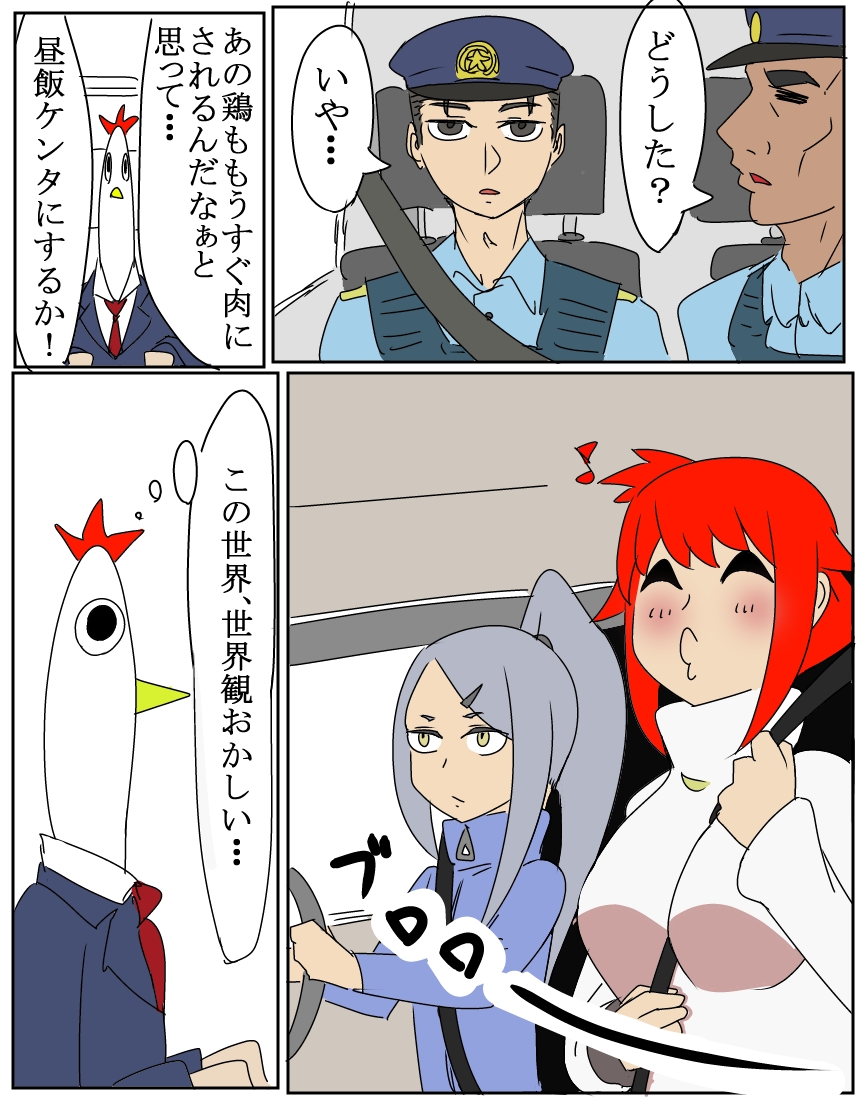 どうした?
いや…
あの鶏ももうすぐ肉に
されるんだなぁと
思って…
昼飯ケンタにするか!
ブロロ
この世界、世界観おかしい…